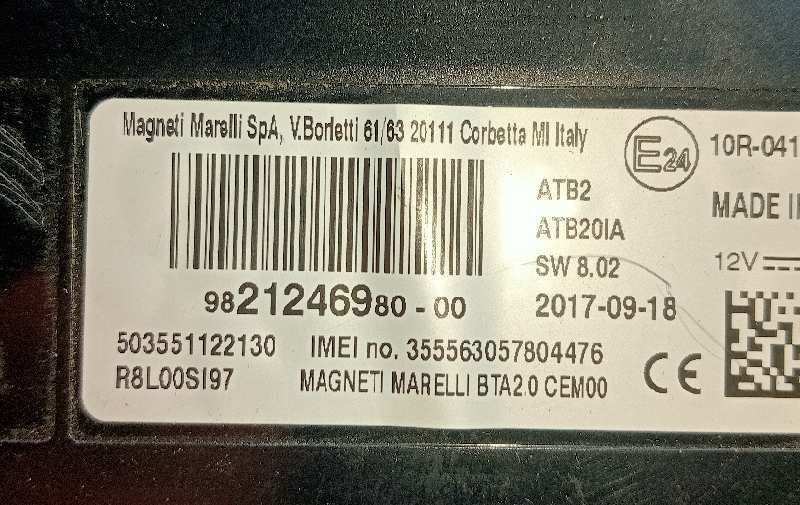 Magneti Marelli SpA, V.Borletti 61/63 20111 Corbetta MI Italy
E24
10R-041
ATB2
MADE I
ATB20IA
SW 8.02
12V
9821246980-00
2017-09-18
503551122130
IMEI no. 355563057804476
R8L00SI97
MAGNETI MARELLI BTA2.0 CEM00
CE